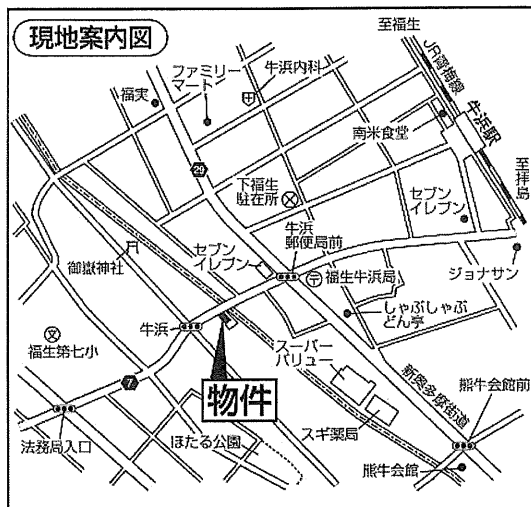 現地案内図
至福生
JR青梅線
牛浜駅
至拝島
ファミリー
マート
牛浜内科
福実
南米食堂
29
下福生
駐在所
セブン
イレブン
牛浜
郵便局前
セブン
イレブン
御嶽神社
福生牛浜局
ジョナサン
牛浜
しゃぶしゃぶ
どん亭
福生第七小
スーパー
バリュー
新奥多摩街道
熊牛会館前
7
物件
法務局入口
ほたる公園
スギ薬局
熊牛会館